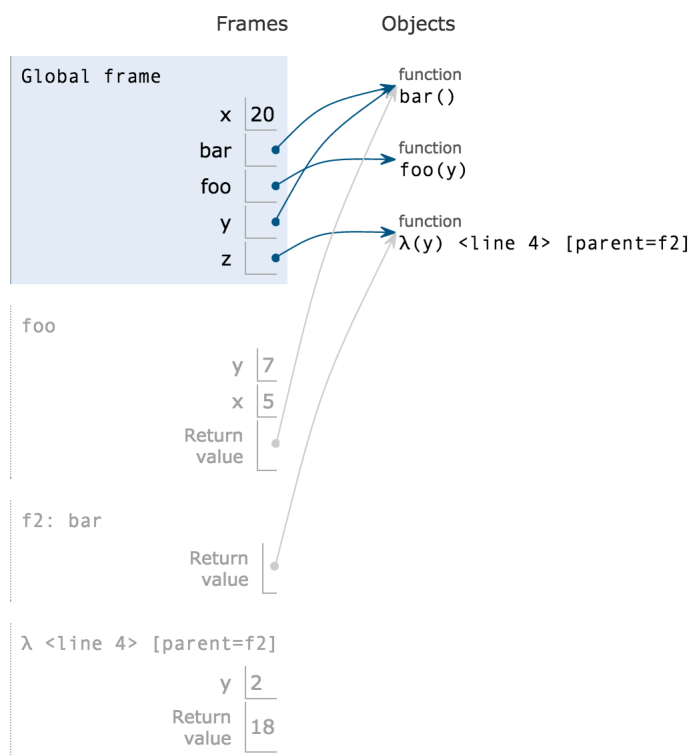 Frames Objects
Global frame
function
bar()
x 20
bar
function
foo(y)
foo
y
function
λ(y) <line 4> [parent=f2]
z
foo
y 7
x 5
Return
value
f2: bar
Return
value
λ <line 4> [parent=f2]
y 2
Return
value 18